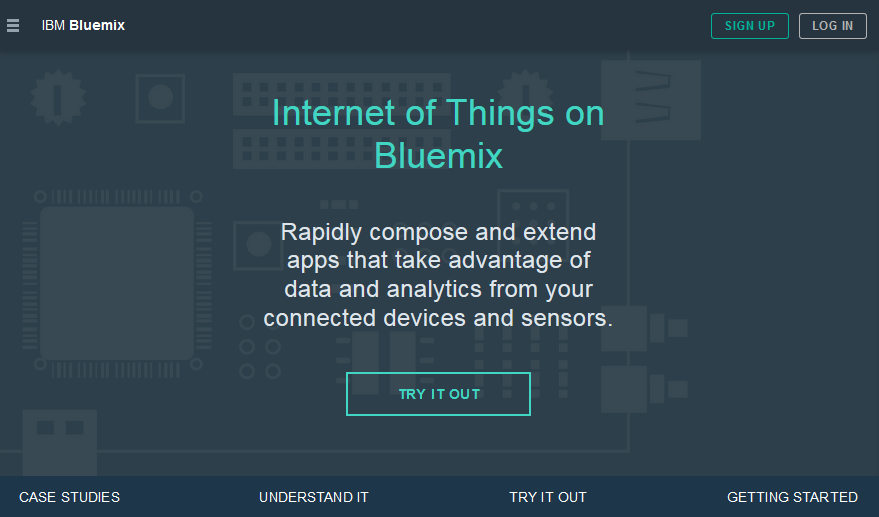 IBM Bluemix
SIGN UP
LOG IN
Internet of Things on
Bluemix
Rapidly compose and extend
apps that take advantage of
data and analytics from your
connected devices and sensors.
TRY IT OUT
CASE STUDIES
UNDERSTAND IT
TRY IT OUT
GETTING STARTED